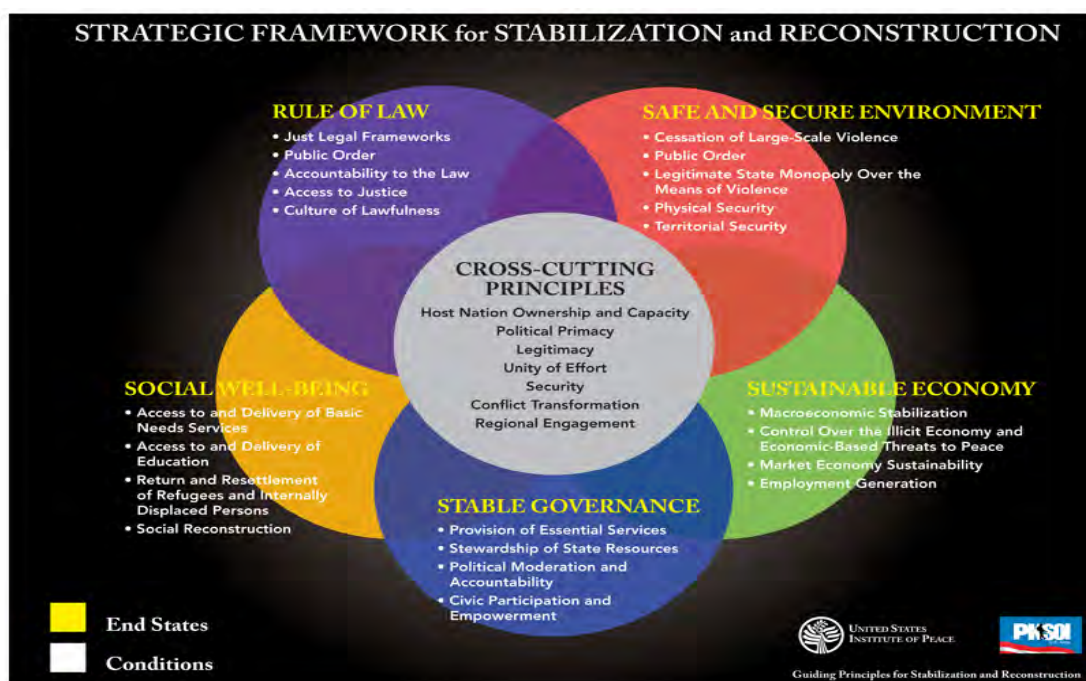 STRATEGIC FRAMEWORK for STABILIZATION and RECONSTRUCTION
RULE OF LAW
• Just Legal Frameworks
• Public Order
• Accountability to the Law
• Access to Justice
• Culture of Lawfulness
SAFE AND SECURE ENVIRONMENT
• Cessation of Large-Scale Violence
• Public Order
• Legitimate State Monopoly Over the
Means of Violence
• Physical Security
• Territorial Security
CROSS-CUTTING
PRINCIPLES
Host Nation Ownership and Capacity
Political Primacy
Legitimacy
Unity of Effort
Security
Conflict Transformation
Regional Engagement
SOCIAL WELL-BEING
• Access to and Delivery of Basic
Needs Services
• Access to and Delivery of
Education
• Return and Resettlement
of Refugees and Internally
Displaced Persons
• Social Reconstruction
SUSTAINABLE ECONOMY
• Macroeconomic Stabilization
• Control Over the Illicit Economy and
Economic-Based Threats to Peace
• Market Economy Sustainability
• Employment Generation
STABLE GOVERNANCE
• Provision of Essential Services
• Stewardship of State Resources
• Political Moderation and
Accountability
• Civic Participation and
Empowerment
End States
Conditions
UNITED STATES
INSTITUTE OF PEACE
PKSOI
Guiding Principles for Stabilization and Reconstruction